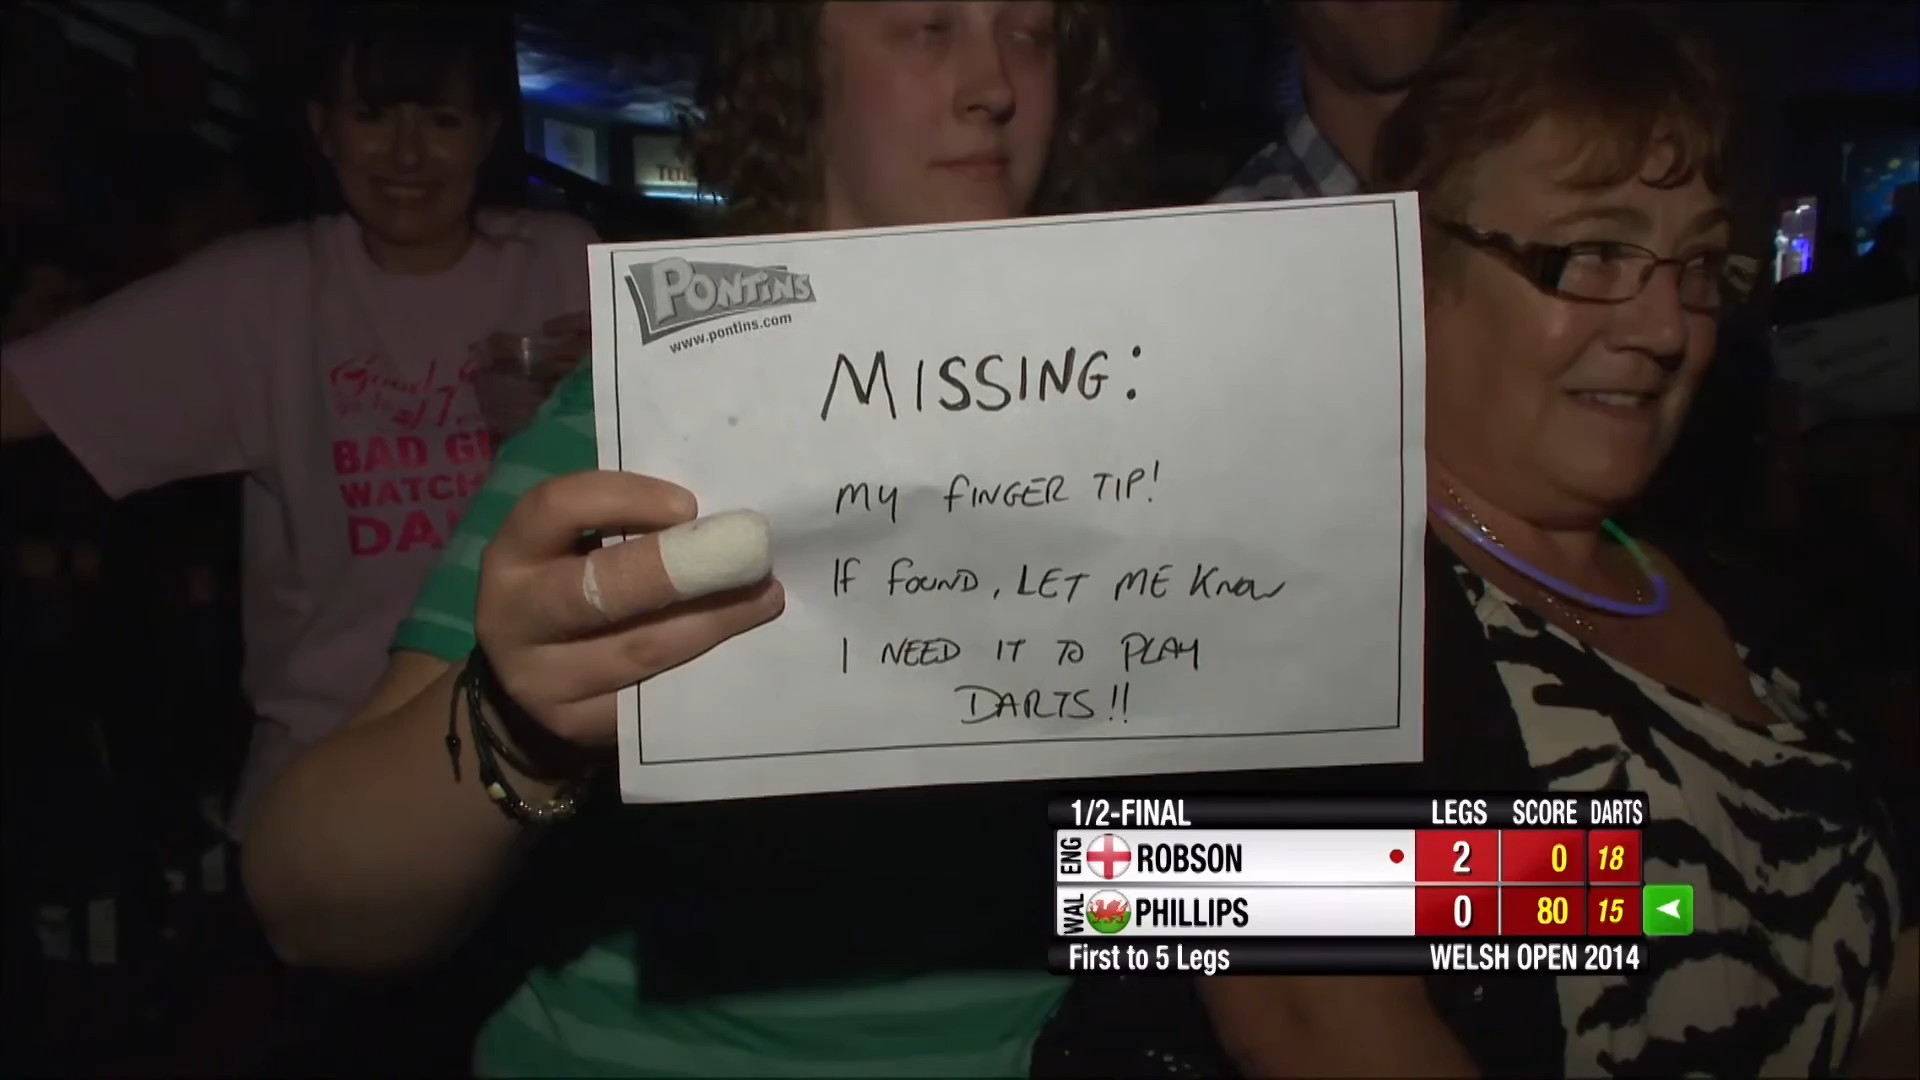 PONTINS
www.pontins.com
MISSING:
MY FINGER TIP!
IF FOUND, LET ME KNOW
I NEED IT TO PLAY
DARTS!!
BAD GI
WATCH
DA
1/2-FINAL LEGS SCORE DARTS
ENG ROBSON 2 0 18
WAL PHILLIPS 0 80 15
First to 5 Legs WELSH OPEN 2014